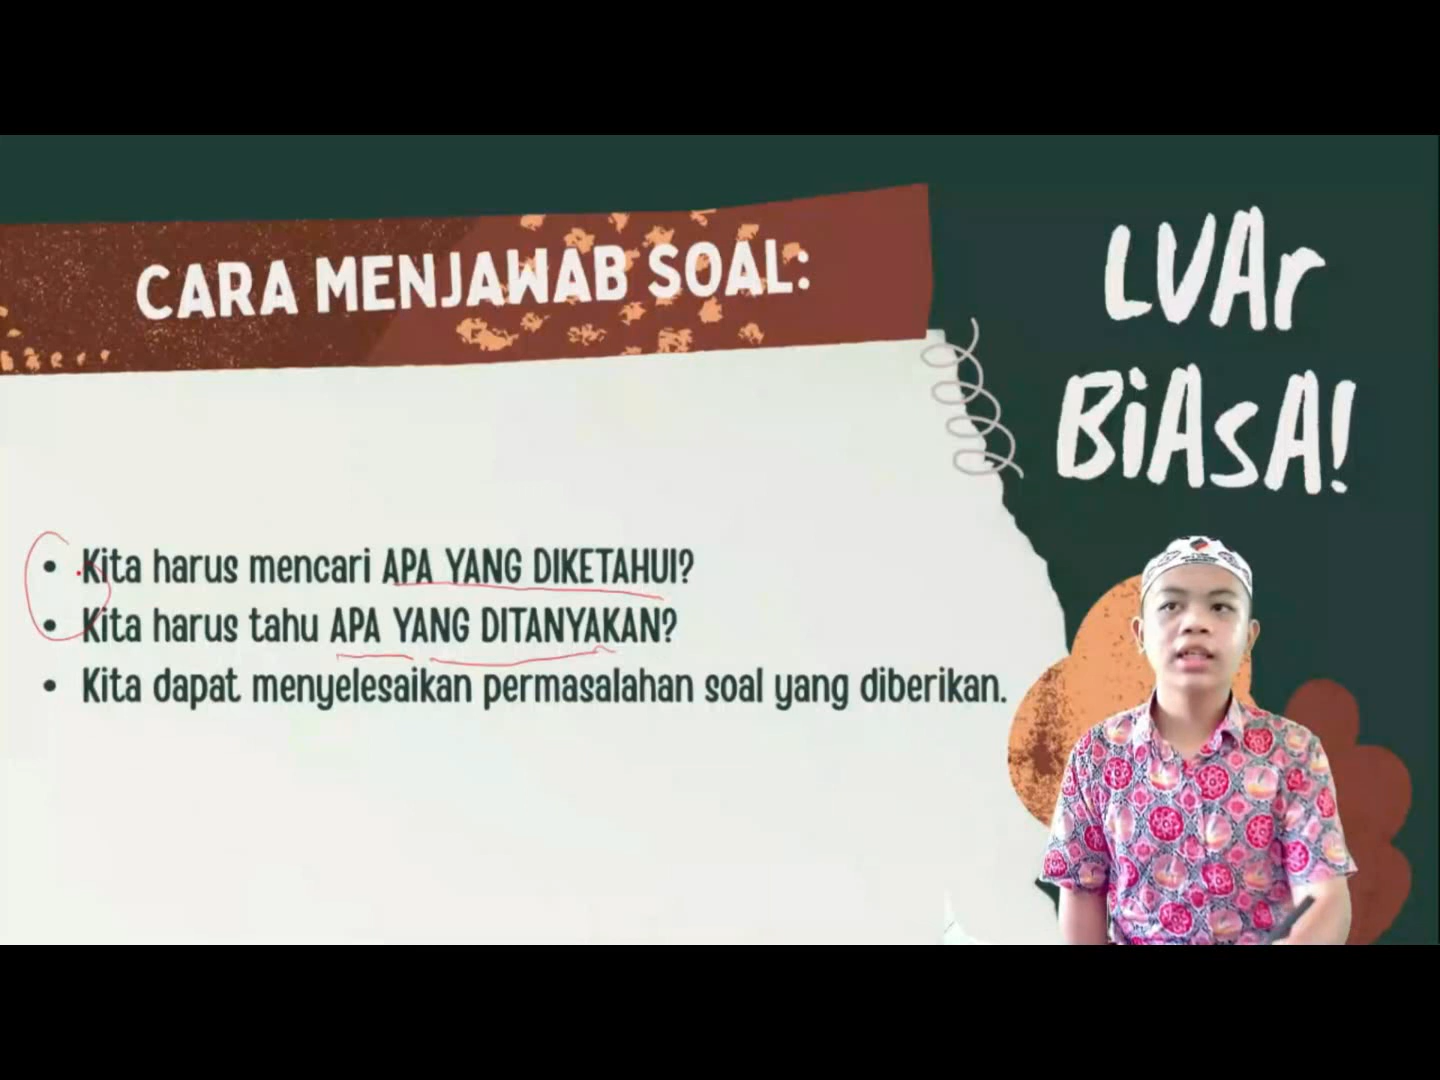 CARA MENJAWAB SOAL:
LUAr
BiAsA!
• Kita harus mencari APA YANG DIKETAHUI?
• Kita harus tahu APA YANG DITANYAKAN?
• Kita dapat menyelesaikan permasalahan soal yang diberikan.